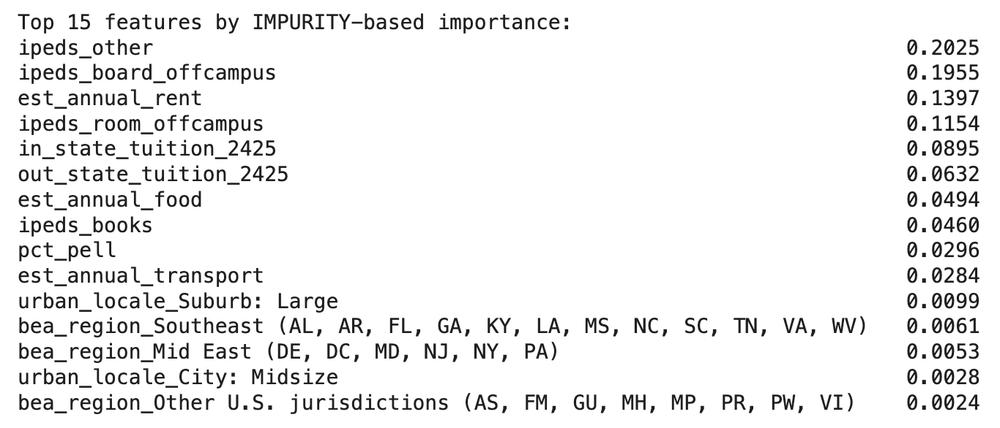 Top 15 features by IMPURITY-based importance:
ipeds_other 0.2025
ipeds_board_offcampus 0.1955
est_annual_rent 0.1397
ipeds_room_offcampus 0.1154
in_state_tuition_2425 0.0895
out_state_tuition_2425 0.0632
est_annual_food 0.0494
ipeds_books 0.0460
pct_pell 0.0296
est_annual_transport 0.0284
urban_locale_Suburb: Large 0.0099
bea_region_Southeast (AL, AR, FL, GA, KY, LA, MS, NC, SC, TN, VA, WV) 0.0061
bea_region_Mid East (DE, DC, MD, NJ, NY, PA) 0.0053
urban_locale_City: Midsize 0.0028
bea_region_Other U.S. jurisdictions (AS, FM, GU, MH, MP, PR, PW, VI) 0.0024